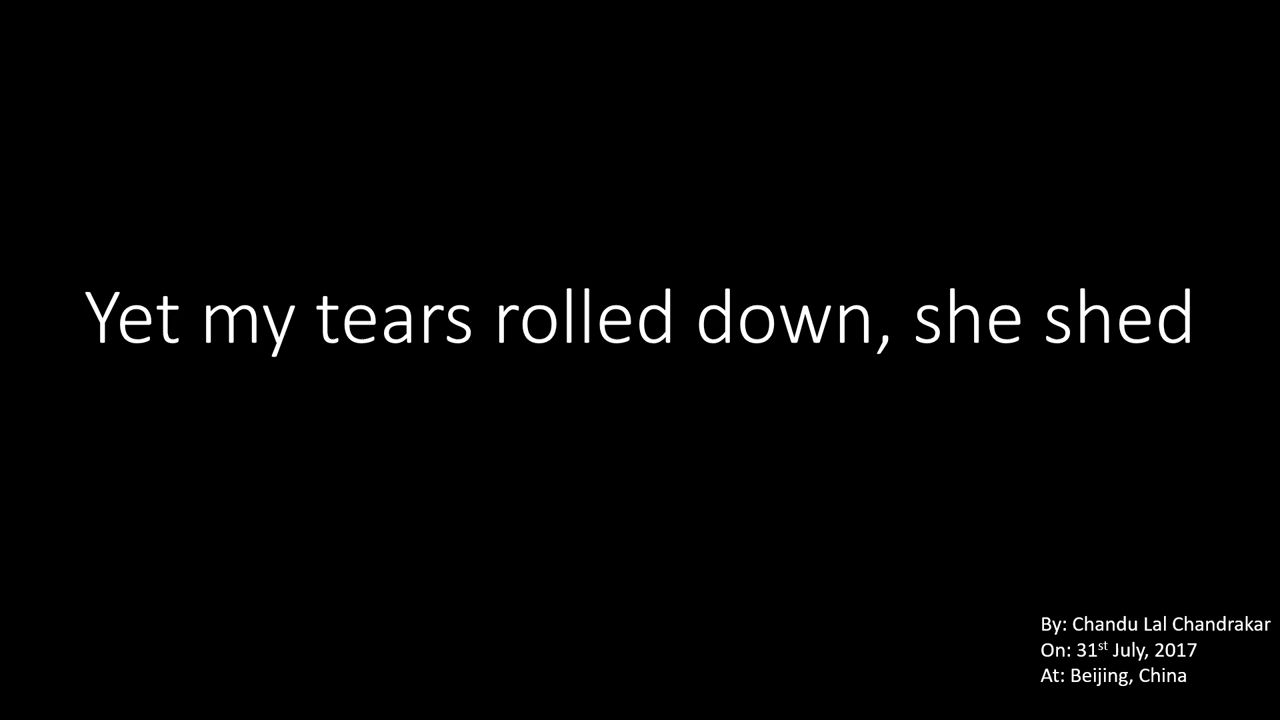 Yet my tears rolled down, she shed
By: Chandu Lal Chandrakar
On: 31st July, 2017
At: Beijing, China